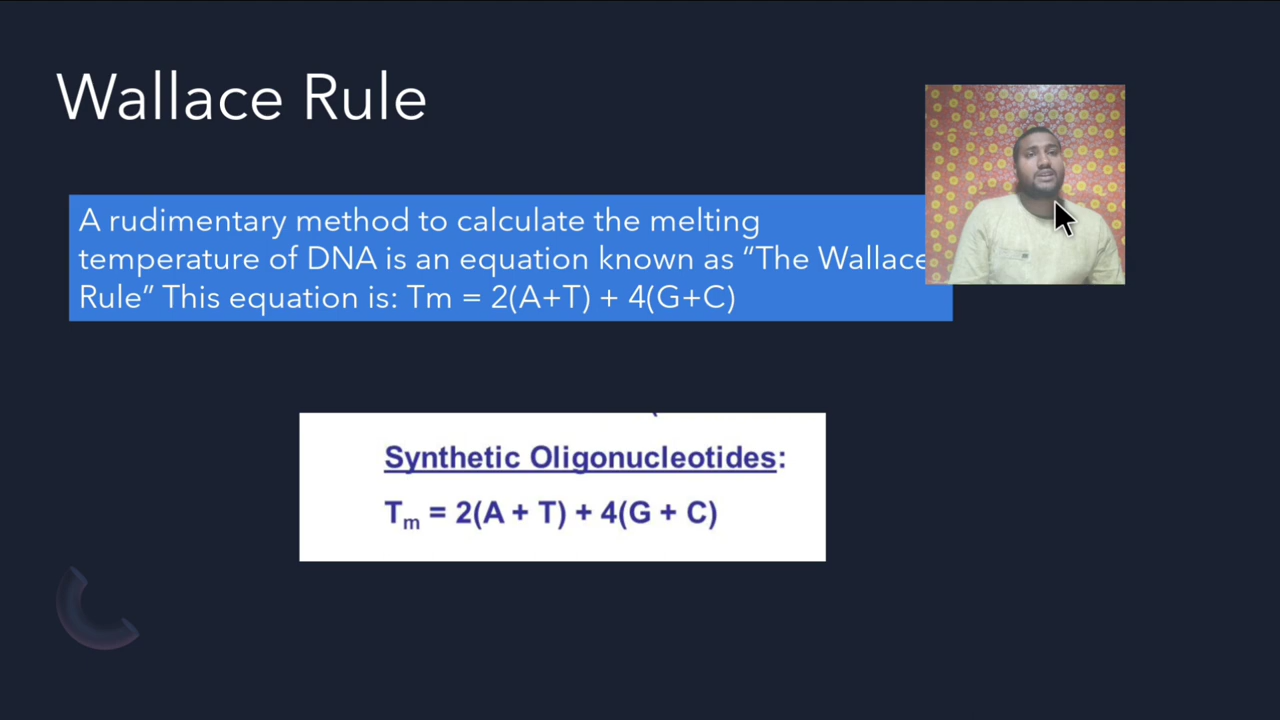 Wallace Rule
A rudimentary method to calculate the melting
temperature of DNA is an equation known as “The Wallace
Rule” This equation is: Tm = 2(A+T) + 4(G+C)
Synthetic Oligonucleotides:
Tm = 2(A + T) + 4(G + C)